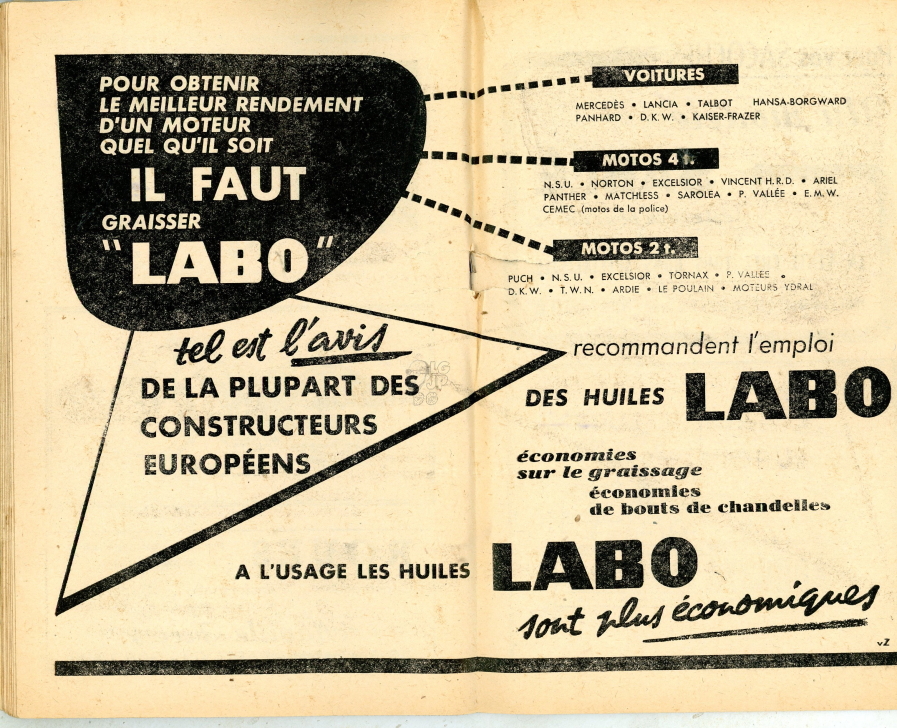 POUR OBTENIR
LE MEILLEUR RENDEMENT
D'UN MOTEUR
QUEL QU'IL SOIT
IL FAUT
GRAISSER
"LABO"
VOITURES
MERCEDÈS • LANCIA • TALBOT HANSA-BORGWARD
PANHARD • D.K.W. • KAISER-FRAZER
MOTOS 4 t.
N.S.U. • NORTON • EXCELSIOR • VINCENT H.R.D. • ARIEL
PANTHER • MATCHLESS • SAROLEA • P. VALLÉE • E.M.W.
CEMEC (motos de la police)
MOTOS 2 t.
PUCH • N.S.U. • EXCELSIOR • TORNAX • P. VALLEE •
D.K.W. • T.W.N. • ARDIE • LE POULAIN • MOTEURS YDRAL
tel est l'avis
DE LA PLUPART DES
CONSTRUCTEURS
EUROPÉENS
recommandent l'emploi
DES HUILES LABO
économies
sur le graissage
économies
de bouts de chandelles
A L'USAGE LES HUILES LABO
sont plus économiques
vZ